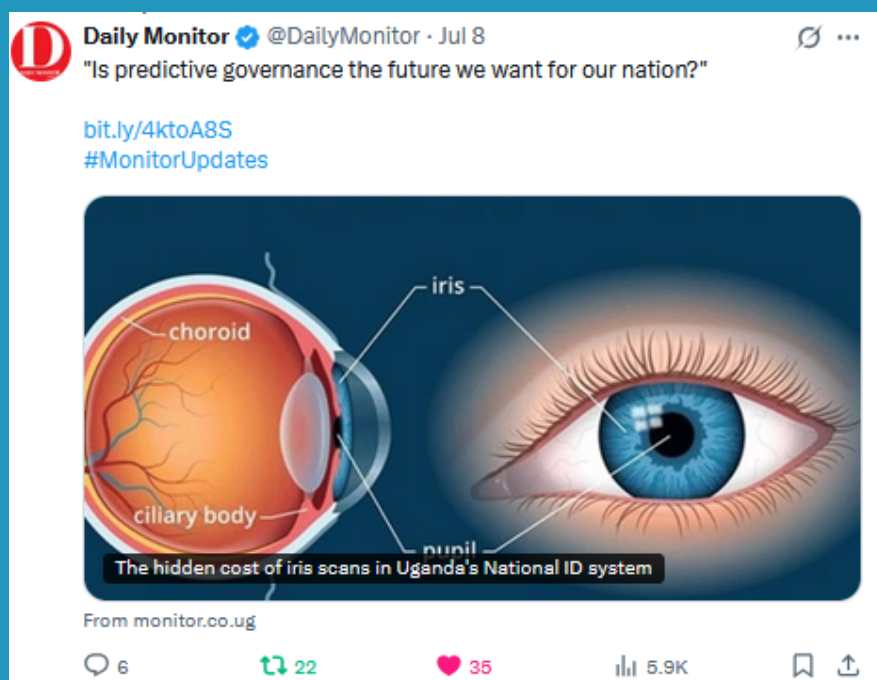 Daily Monitor @DailyMonitor · Jul 8
"Is predictive governance the future we want for our nation?"
bit.ly/4ktoA8S
#MonitorUpdates
iris
choroid
ciliary body
pupil
The hidden cost of iris scans in Uganda's National ID system
From monitor.co.ug
6 22 35 5.9K